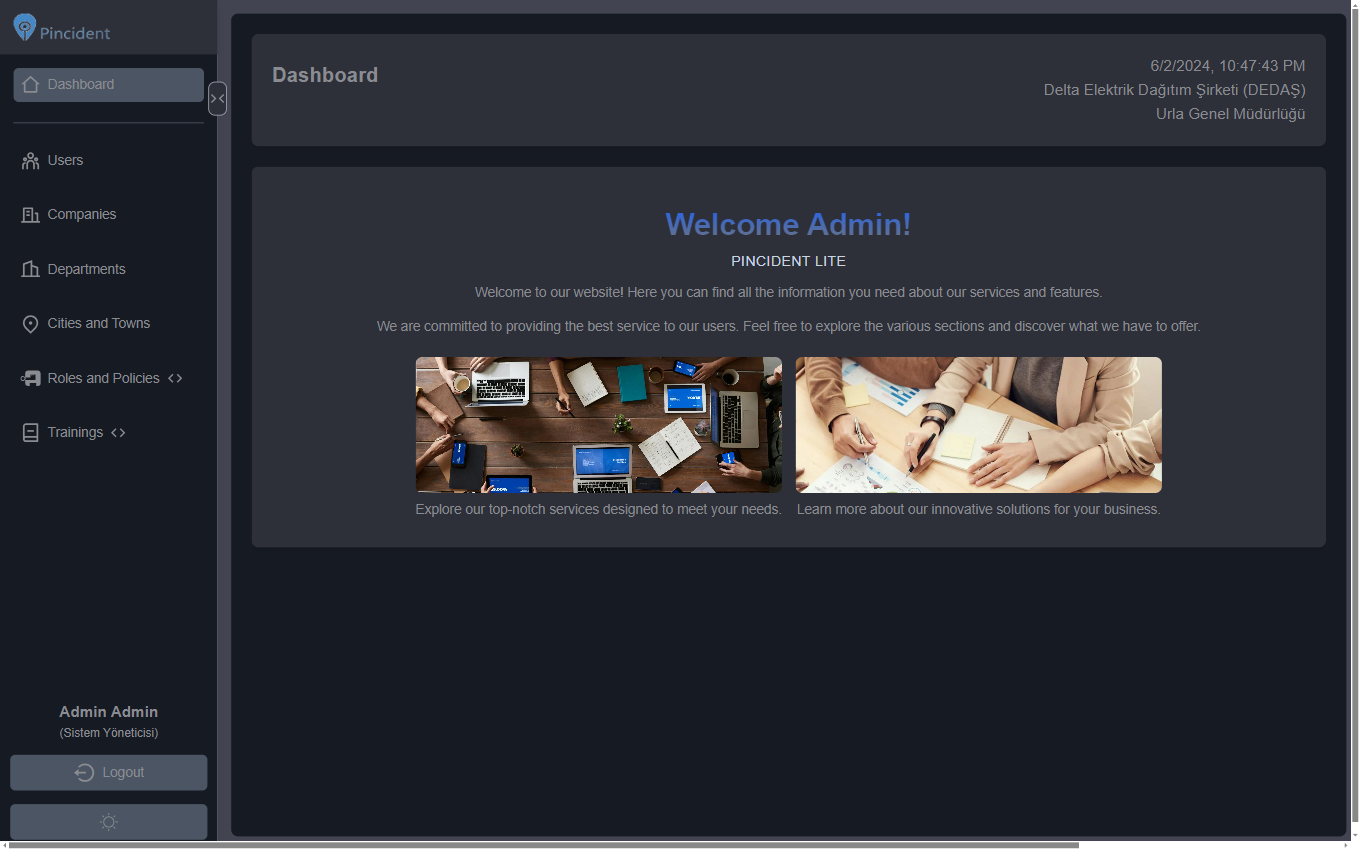 Pincident
Dashboard
Users
Companies
Departments
Cities and Towns
Roles and Policies
Trainings
Admin Admin
(Sistem Yöneticisi)
Logout
Dashboard
6/2/2024, 10:47:43 PM
Delta Elektrik Dağıtım Şirketi (DEDAŞ)
Urla Genel Müdürlüğü
Welcome Admin!
PINCIDENT LITE
Welcome to our website! Here you can find all the information you need about our services and features.
We are committed to providing the best service to our users. Feel free to explore the various sections and discover what we have to offer.
Explore our top-notch services designed to meet your needs.
Learn more about our innovative solutions for your business.